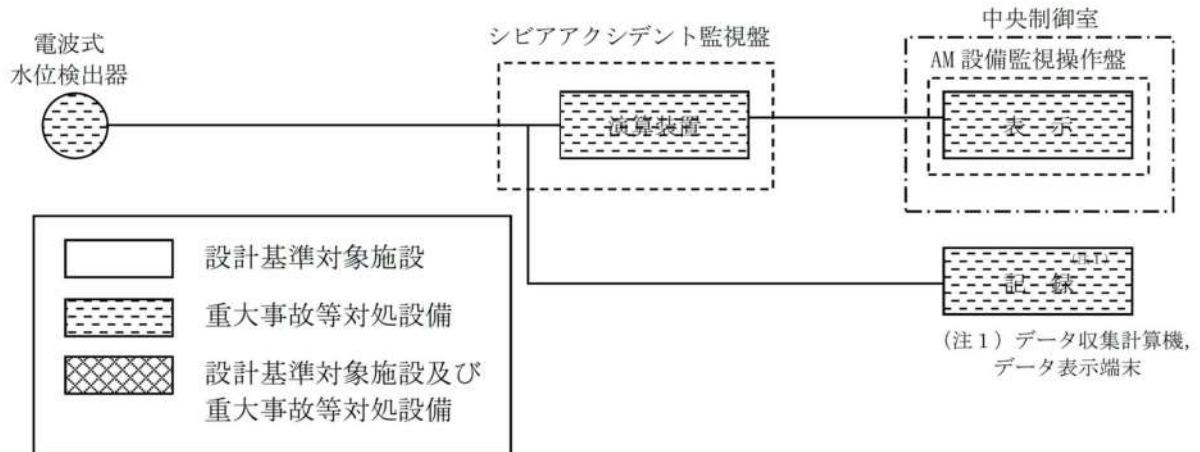 中央制御室
シビアアクシデント監視盤
電波式
水位検出器
AM 設備監視操作盤
演算装置
表 示
記 録
(注1)
(注1) データ収集計算機,
データ表示端末
設計基準対象施設
重大事故等対処設備
設計基準対象施設及び
重大事故等対処設備